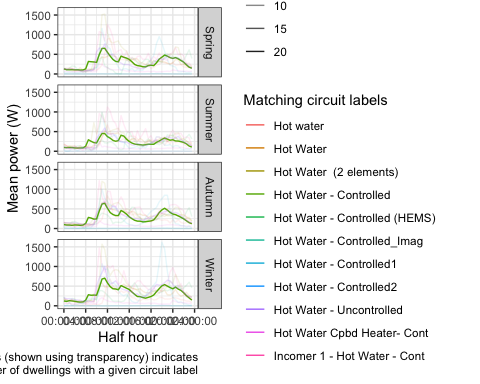 10
15
20
Mean power (W)
1500
1000
500
0
Spring
1500
1000
500
0
Summer
1500
1000
500
0
Autumn
1500
1000
500
0
Winter
Half hour
Matching circuit labels
Hot water
Hot Water
Hot Water  (2 elements)
Hot Water - Controlled
Hot Water - Controlled (HEMS)
Hot Water - Controlled_Imag
Hot Water - Controlled1
Hot Water - Controlled2
Hot Water - Uncontrolled
Hot Water Cpbd Heater- Cont
Incomer 1 - Hot Water - Cont
(shown using transparency) indicates
of dwellings with a given circuit label